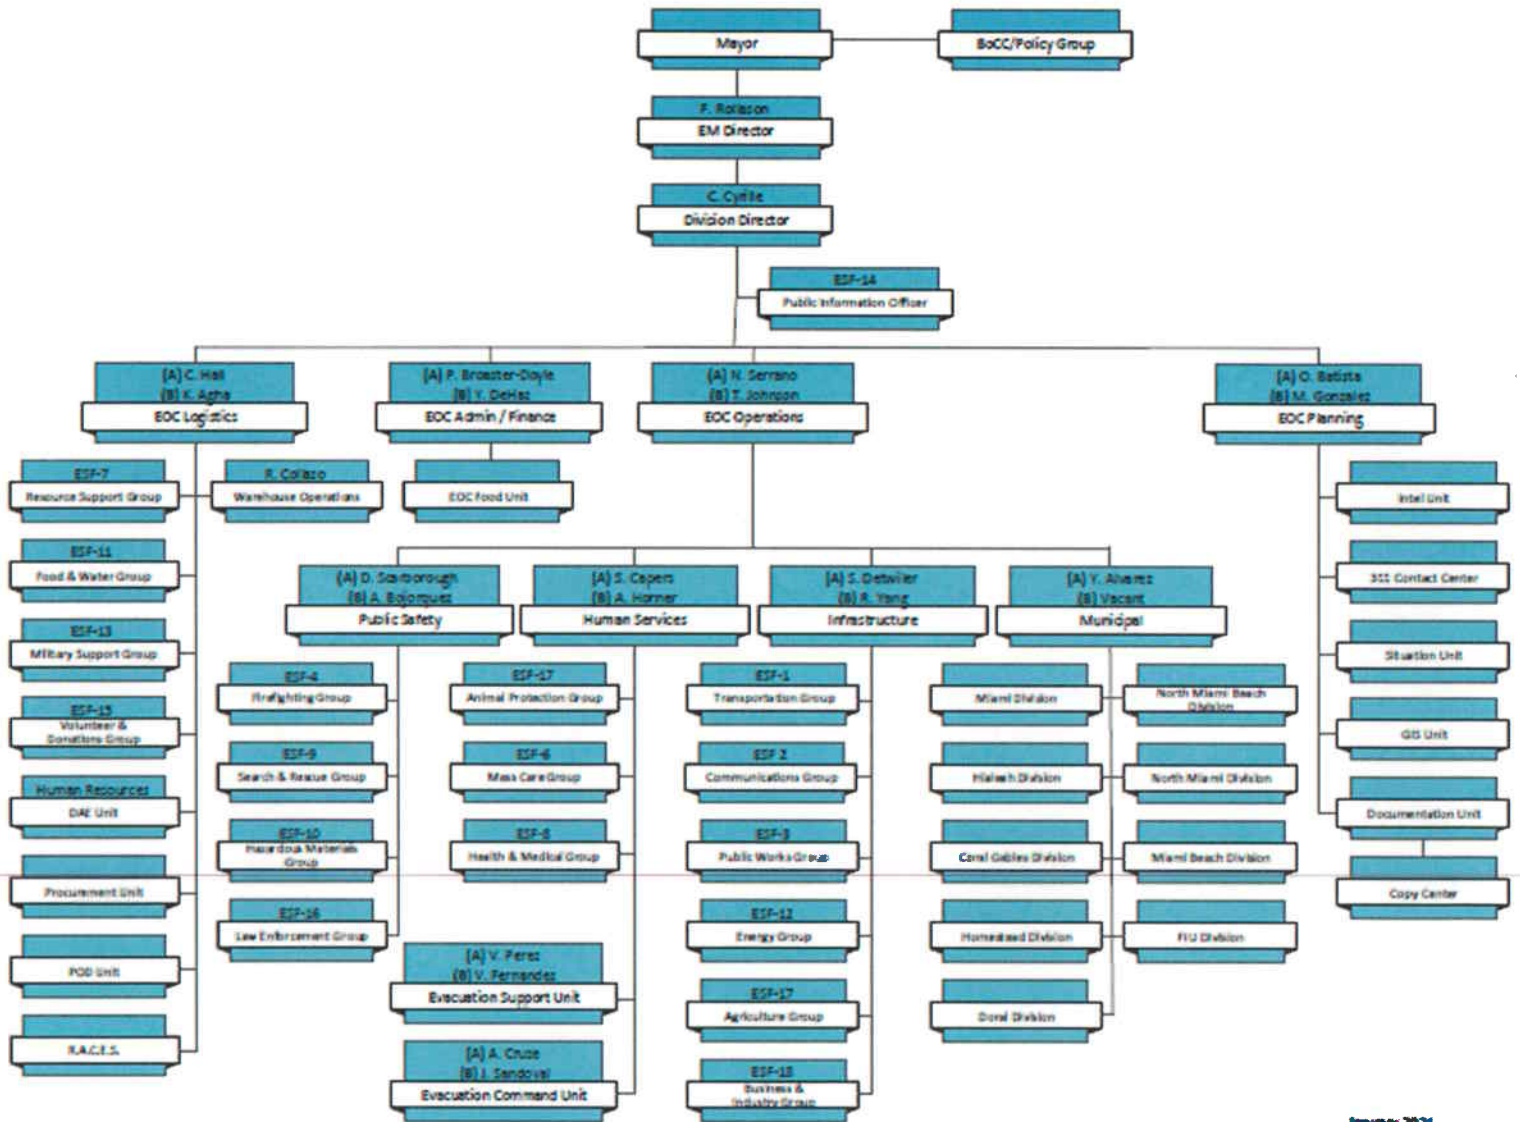 Mayor
BoCC/Policy Group
F. Rollason
EM Director
C. Cyrille
Division Director
ESF-14
Public Information Officer
(A) C. Hall
(B) K. Agha
EOC Logistics
(A) P. Broaster-Doyle
(B) Y. DeHaz
EOC Admin / Finance
(A) N. Serrano
(B) T. Johnson
EOC Operations
(A) O. Batista
(B) M. Gonzalez
EOC Planning
ESF-7
Resource Support Group
R. Collazo
Warehouse Operations
EOC Food Unit
Intel Unit
ESF-11
Food & Water Group
311 Contact Center
(A) D. Scarborough
(B) A. Bojorquez
Public Safety
(A) S. Capers
(B) A. Horner
Human Services
(A) S. Detwiler
(B) R. Yang
Infrastructure
(A) Y. Alvarez
(B) Vacant
Municipal
ESF-13
Military Support Group
Situation Unit
ESF-4
Firefighting Group
ESF-17
Animal Protection Group
ESF-1
Transportation Group
Miami Division
North Miami Beach
Division
ESF-15
Volunteer &
Donations Group
GIS Unit
ESF-9
Search & Rescue Group
ESF-6
Mass Care Group
ESF 2
Communications Group
Hialeah Division
North Miami Division
Human Resources
DAE Unit
Documentation Unit
ESF-10
Hazardous Materials
Group
ESF-8
Health & Medical Group
ESF-3
Public Works Group
Coral Gables Division
Miami Beach Division
Procurement Unit
Copy Center
ESF-16
Law Enforcement Group
ESF-12
Energy Group
Homestead Division
FIU Division
POD Unit
(A) V. Perez
(B) V. Fernandez
Evacuation Support Unit
ESF-17
Agriculture Group
Doral Division
R.A.C.E.S.
(A) A. Cruse
(B) J. Sandoval
Evacuation Command Unit
ESF-18
Business &
Industry Group